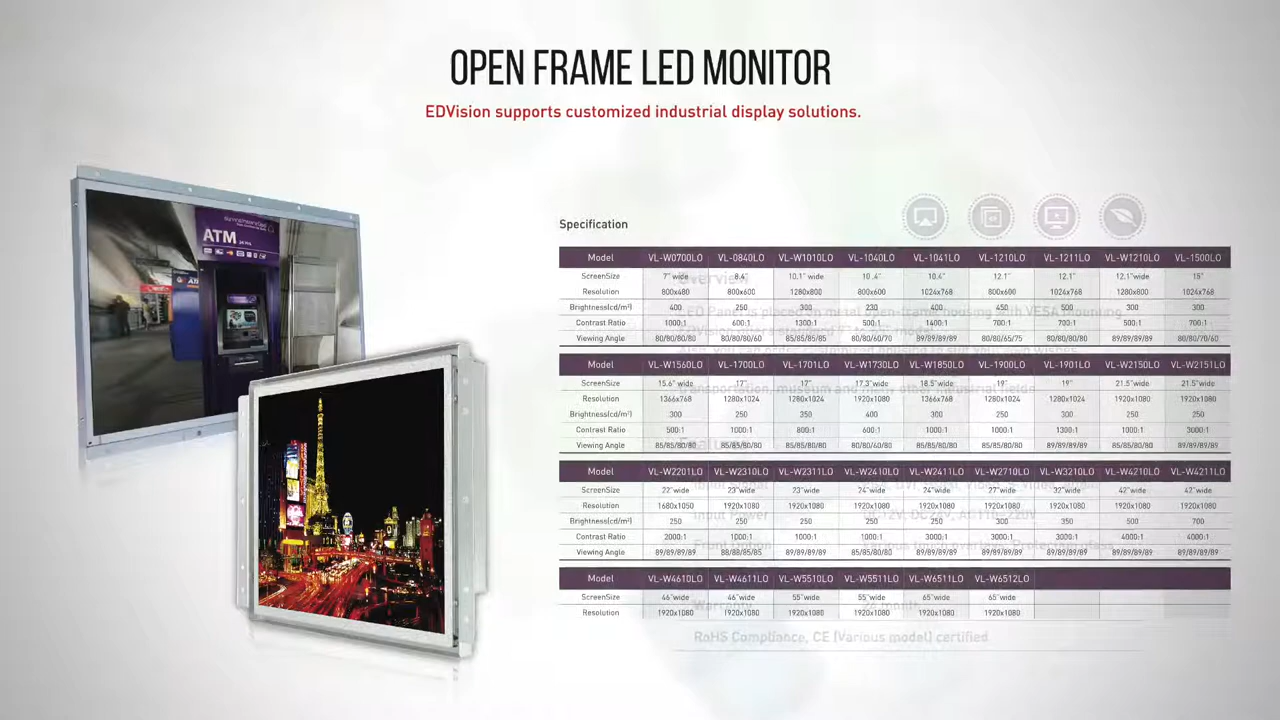 OPEN FRAME LED MONITOR
EDVision supports customized industrial display solutions.
ATM
Specification
Model VL-W0700LO VL-0840LO VL-W1010LO VL-1040LO VL-1041LO VL-1210LO VL-1211LO VL-W1210LO VL-1500LO
ScreenSize 7" wide 8.4" 10.1" wide 10.4" 10.4" 12.1" 12.1" 12.1"wide 15"
Resolution 800x480 800x600 1280x800 800x600 1024x768 800x600 1024x768 1280x800 1024x768
Brightness(cd/m²) 400 250 300 230 400 450 500 300 300
Contrast Ratio 1000:1 600:1 1300:1 500:1 1400:1 700:1 700:1 500:1 700:1
Viewing Angle 80/80/80/80 80/80/80/60 85/85/85/85 80/80/60/70 89/89/89/89 80/80/65/75 80/80/80/80 89/89/89/89 80/80/70/60
Model VL-W1560LO VL-1700LO VL-1701LO VL-W1730LO VL-W1850LO VL-1900LO VL-1901LO VL-W2150LO VL-W2151LO
ScreenSize 15.6" wide 17" 17" 17.3"wide 18.5"wide 19" 19" 21.5"wide 21.5"wide
Resolution 1366x768 1280x1024 1280x1024 1920x1080 1366x768 1280x1024 1280x1024 1920x1080 1920x1080
Brightness(cd/m²) 300 250 350 400 300 250 300 250 250
Contrast Ratio 500:1 1000:1 800:1 600:1 1000:1 1000:1 1300:1 1000:1 3000:1
Viewing Angle 85/85/80/80 85/85/80/80 85/85/80/80 80/80/60/80 85/85/80/80 85/85/80/80 89/89/89/89 85/85/80/80 89/89/89/89
Model VL-W2201LO VL-W2310LO VL-W2311LO VL-W2410LO VL-W2411LO VL-W2710LO VL-W3210LO VL-W4210LO VL-W4211LO
ScreenSize 22"wide 23"wide 23"wide 24"wide 24"wide 27"wide 32"wide 42"wide 42"wide
Resolution 1680x1050 1920x1080 1920x1080 1920x1080 1920x1080 1920x1080 1920x1080 1920x1080 1920x1080
Brightness(cd/m²) 250 250 250 250 250 300 350 500 700
Contrast Ratio 2000:1 1000:1 1000:1 1000:1 3000:1 3000:1 3000:1 4000:1 4000:1
Viewing Angle 89/89/89/89 88/88/85/85 89/89/89/89 85/85/80/80 89/89/89/89 89/89/89/89 89/89/89/89 89/89/89/89 89/89/89/89
Model VL-W4610LO VL-W4611LO VL-W5510LO VL-W5511LO VL-W6511LO VL-W6512LO
ScreenSize 46"wide 46"wide 55"wide 55"wide 65"wide 65"wide
Resolution 1920x1080 1920x1080 1920x1080 1920x1080 1920x1080 1920x1080
Overview
LED Panel is placed on metal open-frame housing with VESA mounting
Input Power
Warranty
RoHS Compliance, CE (Various model) certified